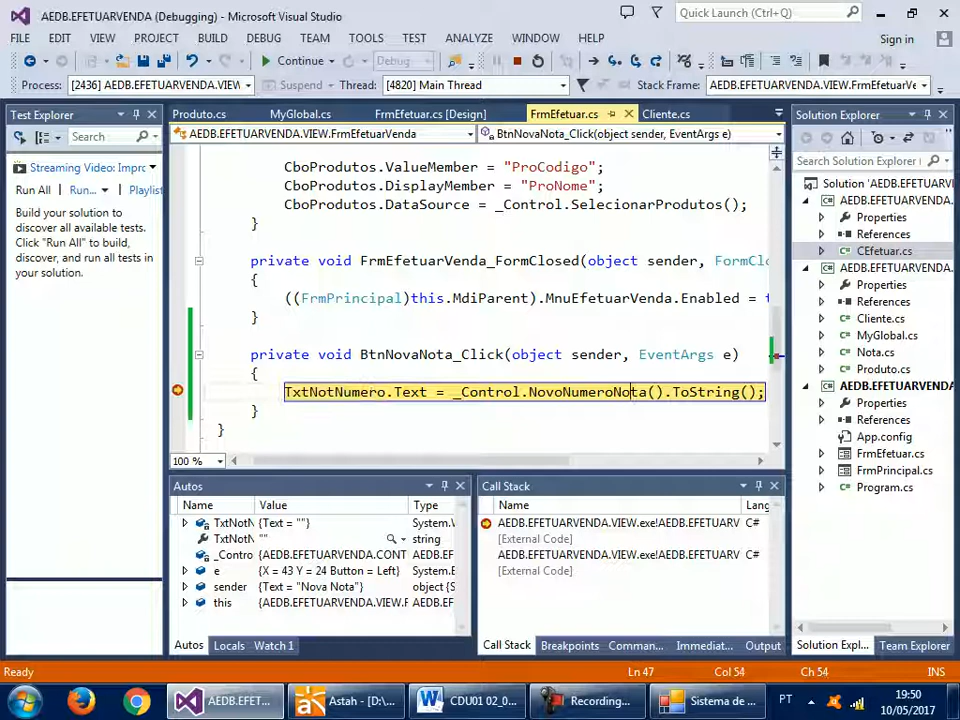 AEDB.EFETUARVENDA (Debugging) - Microsoft Visual Studio
Quick Launch (Ctrl+Q)
FILE EDIT VIEW PROJECT BUILD DEBUG TEAM TOOLS TEST ANALYZE WINDOW HELP
Sign in
Continue Debug
Process: [2436] AEDB.EFETUARVENDA.VIEW Suspend Thread: [4820] Main Thread Stack Frame: AEDB.EFETUARVENDA.VIEW.FrmEfetuar
Test Explorer
Search
Streaming Video: Impro
Run All Run... Playlist
Build your solution to
discover all available tests.
Click "Run All" to build,
discover, and run all tests in
your solution.
Produto.cs MyGlobal.cs FrmEfetuar.cs [Design] FrmEfetuar.cs Cliente.cs
AEDB.EFETUARVENDA.VIEW.FrmEfetuarVenda BtnNovaNota_Click(object sender, EventArgs e)
CboProdutos.ValueMember = "ProCodigo";
CboProdutos.DisplayMember = "ProNome";
CboProdutos.DataSource = _Control.SelecionarProdutos();
}
private void FrmEfetuarVenda_FormClosed(object sender, FormClo
{
((FrmPrincipal)this.MdiParent).MnuEfetuarVenda.Enabled = t
}
private void BtnNovaNota_Click(object sender, EventArgs e)
{
TxtNotNumero.Text = _Control.NovoNumeroNota().ToString();
}
}
100 %
Autos
Name Value Type
TxtNotN {Text = ""} System.V
TxtNotN "" string
_Contro {AEDB.EFETUARVENDA.CONT AEDB.EF
e {X = 43 Y = 24 Button = Left} System.E
sender {Text = "Nova Nota"} object {S
this {AEDB.EFETUARVENDA.VIEW.F AEDB.EF
Autos Locals Watch 1
Call Stack
Name Lang
AEDB.EFETUARVENDA.VIEW.exe!AEDB.EFETUARV C#
[External Code]
AEDB.EFETUARVENDA.VIEW.exe!AEDB.EFETUARV C#
[External Code]
Call Stack Breakpoints Comman... Immediat... Output
Solution Explorer
Search Solution Explorer
Solution 'AEDB.EFETUARV
AEDB.EFETUARVENDA.
Properties
References
CEfetuar.cs
AEDB.EFETUARVENDA.
Properties
References
Cliente.cs
MyGlobal.cs
Nota.cs
Produto.cs
AEDB.EFETUARVENDA
Properties
References
App.config
FrmEfetuar.cs
FrmPrincipal.cs
Program.cs
Solution Expl... Team Explorer
Ready Ln 47 Col 54 Ch 54 INS
AEDB.EFET... Astah - [D:\... CDU01 02_0... Recording... Sistema de ... PT 19:50
10/05/2017